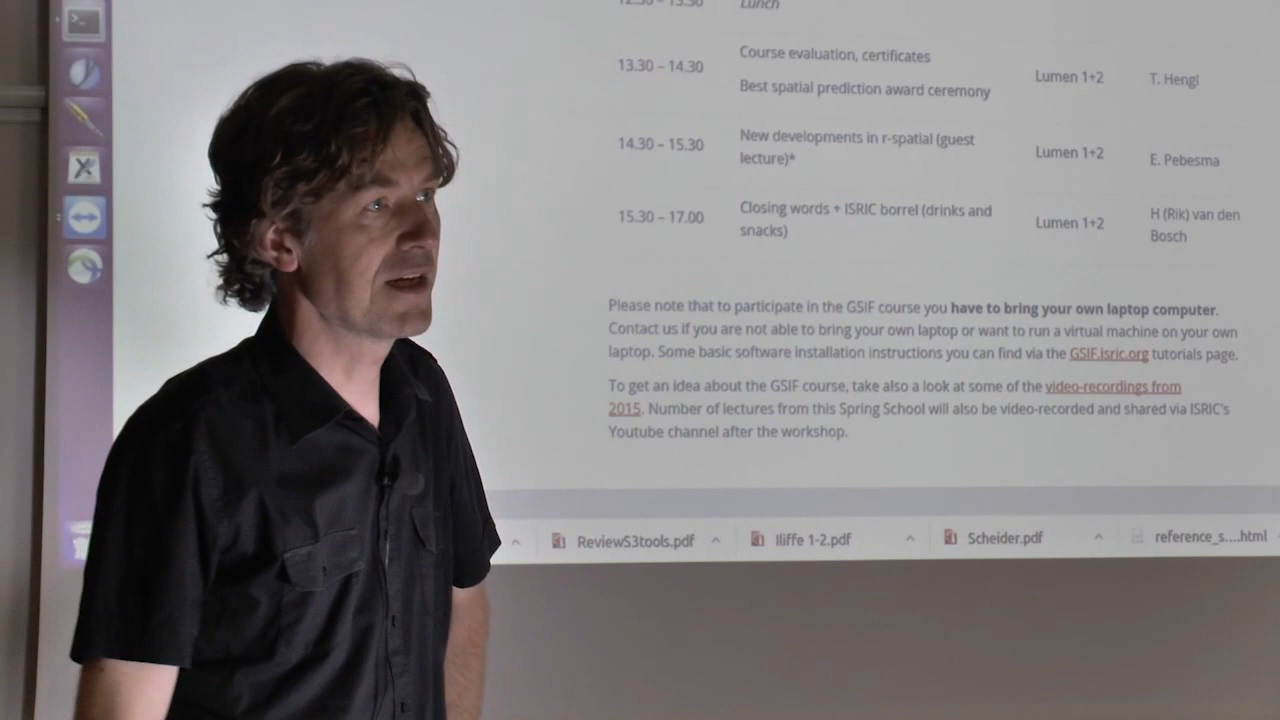 12.30 – 13.30 Lunch
Course evaluation, certificates
13.30 – 14.30 Lumen 1+2 T. Hengl
Best spatial prediction award ceremony
New developments in r-spatial (guest
14.30 – 15.30 Lumen 1+2 E. Pebesma
lecture)*
Closing words + ISRIC borrel (drinks and
15.30 – 17.00 Lumen 1+2 H (Rik) van den
snacks) Bosch
Please note that to participate in the GSIF course you have to bring your own laptop computer.
Contact us if you are not able to bring your own laptop or want to run a virtual machine on your own
laptop. Some basic software installation instructions you can find via the GSIF.isric.org tutorials page.
To get an idea about the GSIF course, take also a look at some of the video-recordings from
2015. Number of lectures from this Spring School will also be video-recorded and shared via ISRIC's
Youtube channel after the workshop.
ReviewS3tools.pdf Iliffe 1-2.pdf Scheider.pdf reference_s....html